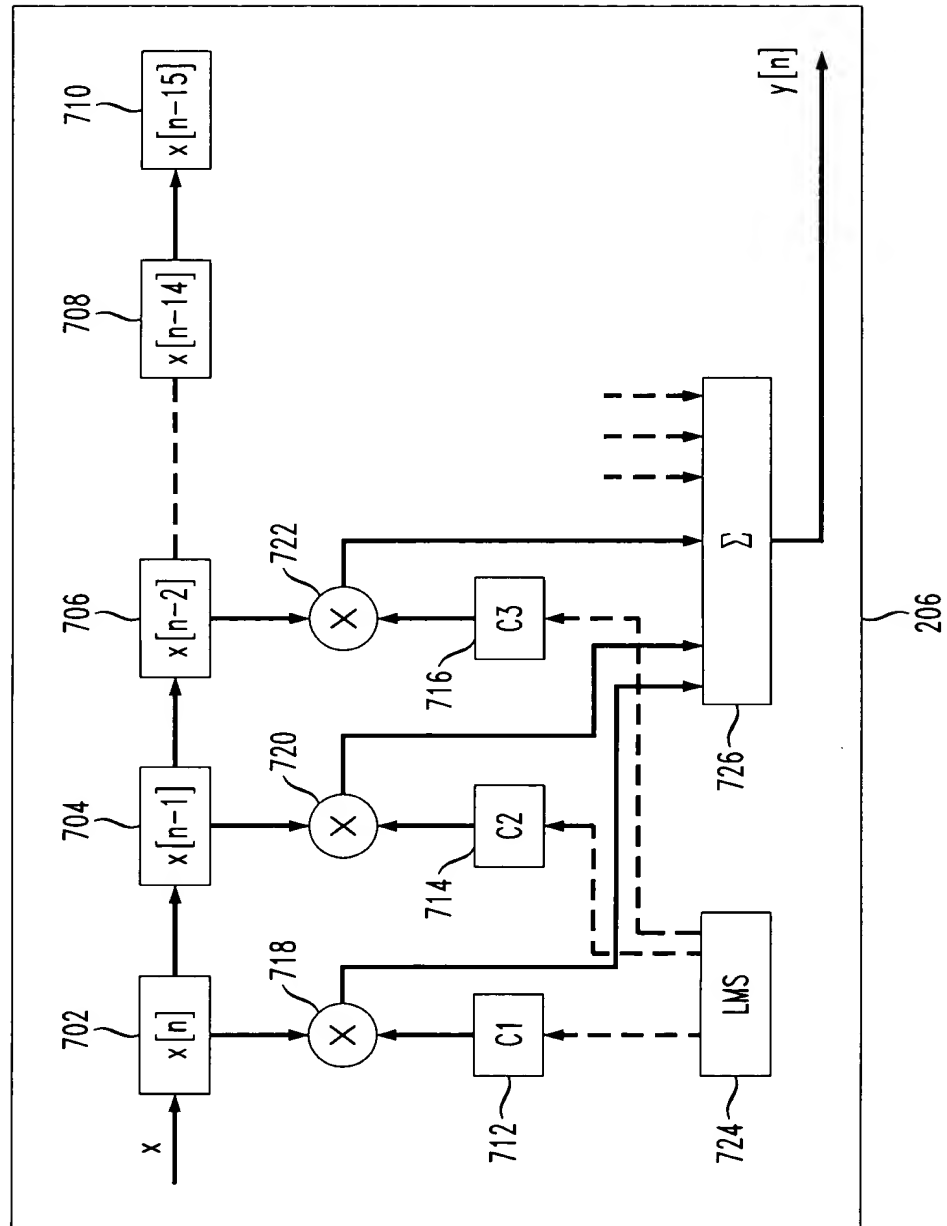 702
704
706
708
710
x
x[n]
x[n-1]
x[n-2]
x[n-14]
x[n-15]
718
720
722
X
X
X
712
714
716
C1
C2
C3
724
LMS
726
Σ
y[n]
206